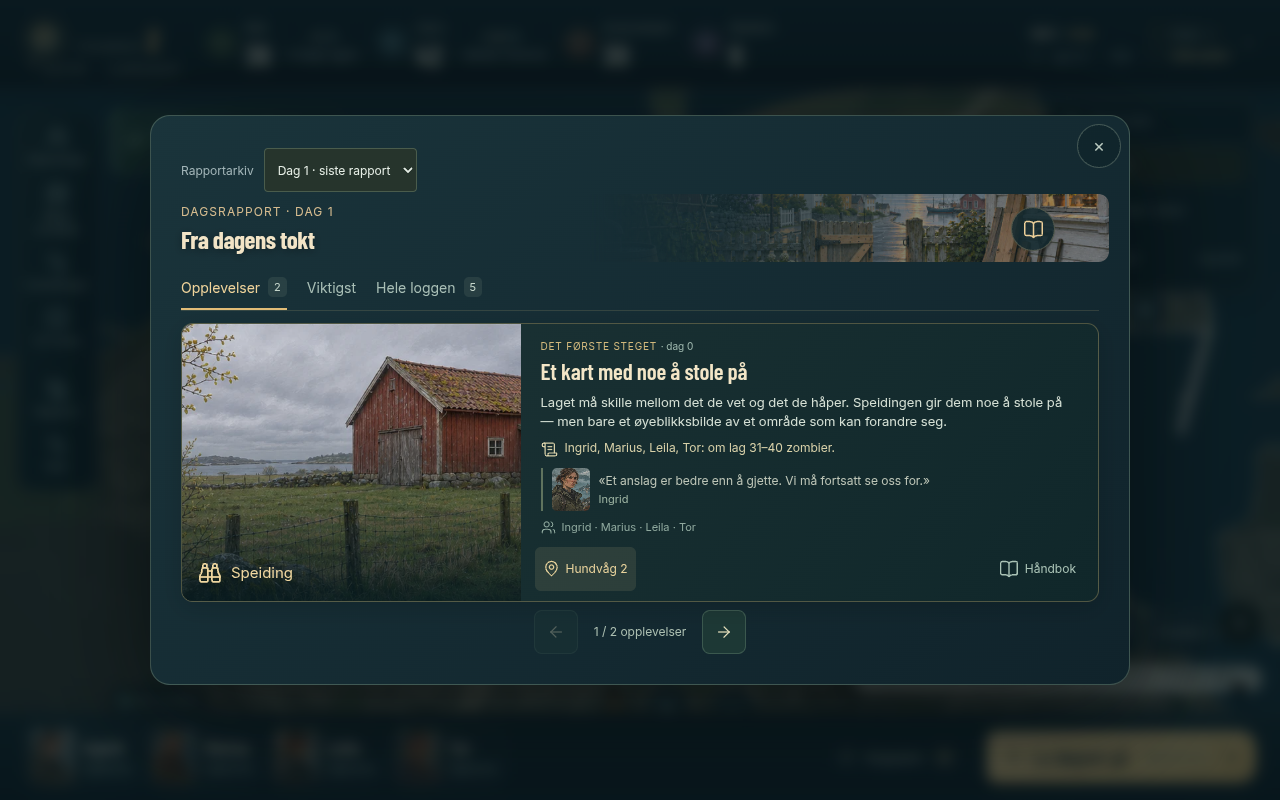 Rapportarkiv
Dag 1 · siste rapport
DAGSRAPPORT · DAG 1
Fra dagens tokt
Opplevelser 2 Viktigst Hele loggen 5
DET FØRSTE STEGET · dag 0
Et kart med noe å stole på
Laget må skille mellom det de vet og det de håper. Speidingen gir dem noe å stole på
— men bare et øyeblikksbilde av et område som kan forandre seg.
Ingrid, Marius, Leila, Tor: om lag 31–40 zombier.
«Et anslag er bedre enn å gjette. Vi må fortsatt se oss for.»
Ingrid
Ingrid · Marius · Leila · Tor
Speiding
Hundvåg 2
Håndbok
1 / 2 opplevelser